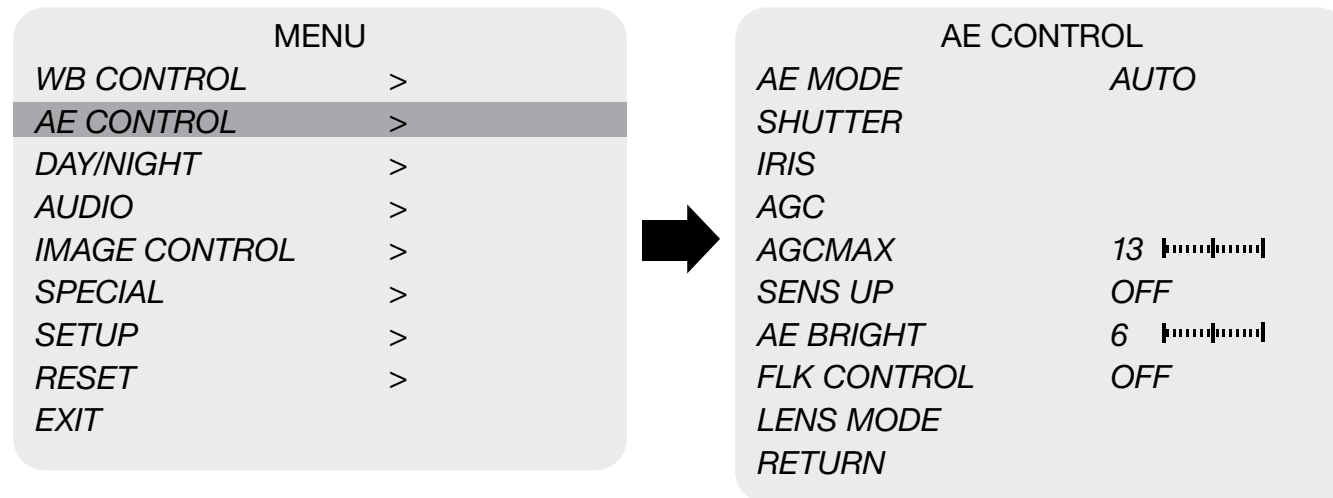 MENU
WB CONTROL >
AE CONTROL >
DAY/NIGHT >
AUDIO >
IMAGE CONTROL >
SPECIAL >
SETUP >
RESET >
EXIT
AE CONTROL
AE MODE AUTO
SHUTTER
IRIS
AGC
AGCMAX 13
SENS UP OFF
AE BRIGHT 6
FLK CONTROL OFF
LENS MODE
RETURN